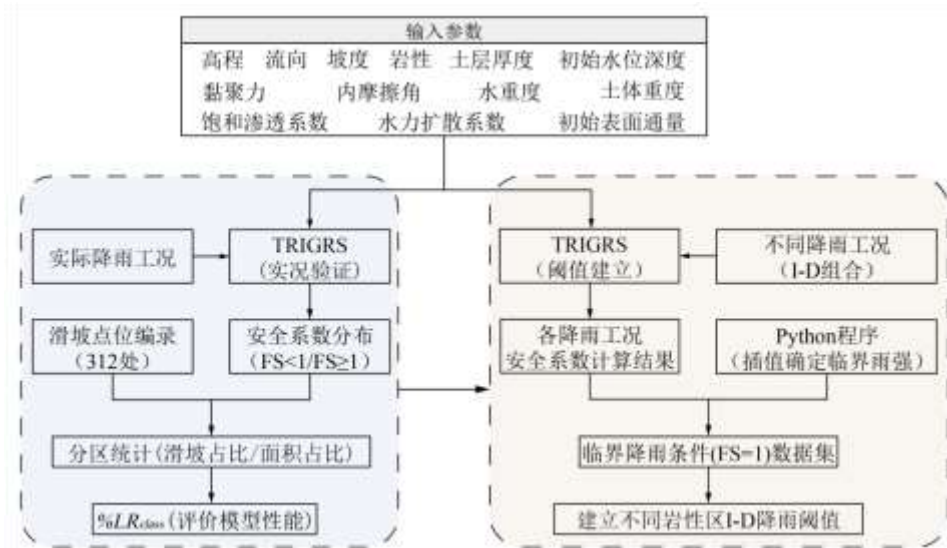 输入参数
高程 流向 坡度 岩性 土层厚度 初始水位深度
黏聚力 内摩擦角 水重度 土体重度
饱和渗透系数 水力扩散系数 初始表面通量
实际降雨工况
TRIGRS
(实况验证)
滑坡点位编录
(312处)
安全系数分布
(FS<1/FS≥1)
分区统计(滑坡占比/面积占比)
%LRclass(评价模型性能)
TRIGRS
(阈值建立)
不同降雨工况
(I-D组合)
各降雨工况
安全系数计算结果
Python程序
(插值确定临界雨强)
临界降雨条件(FS=1)数据集
建立不同岩性区I-D降雨阈值